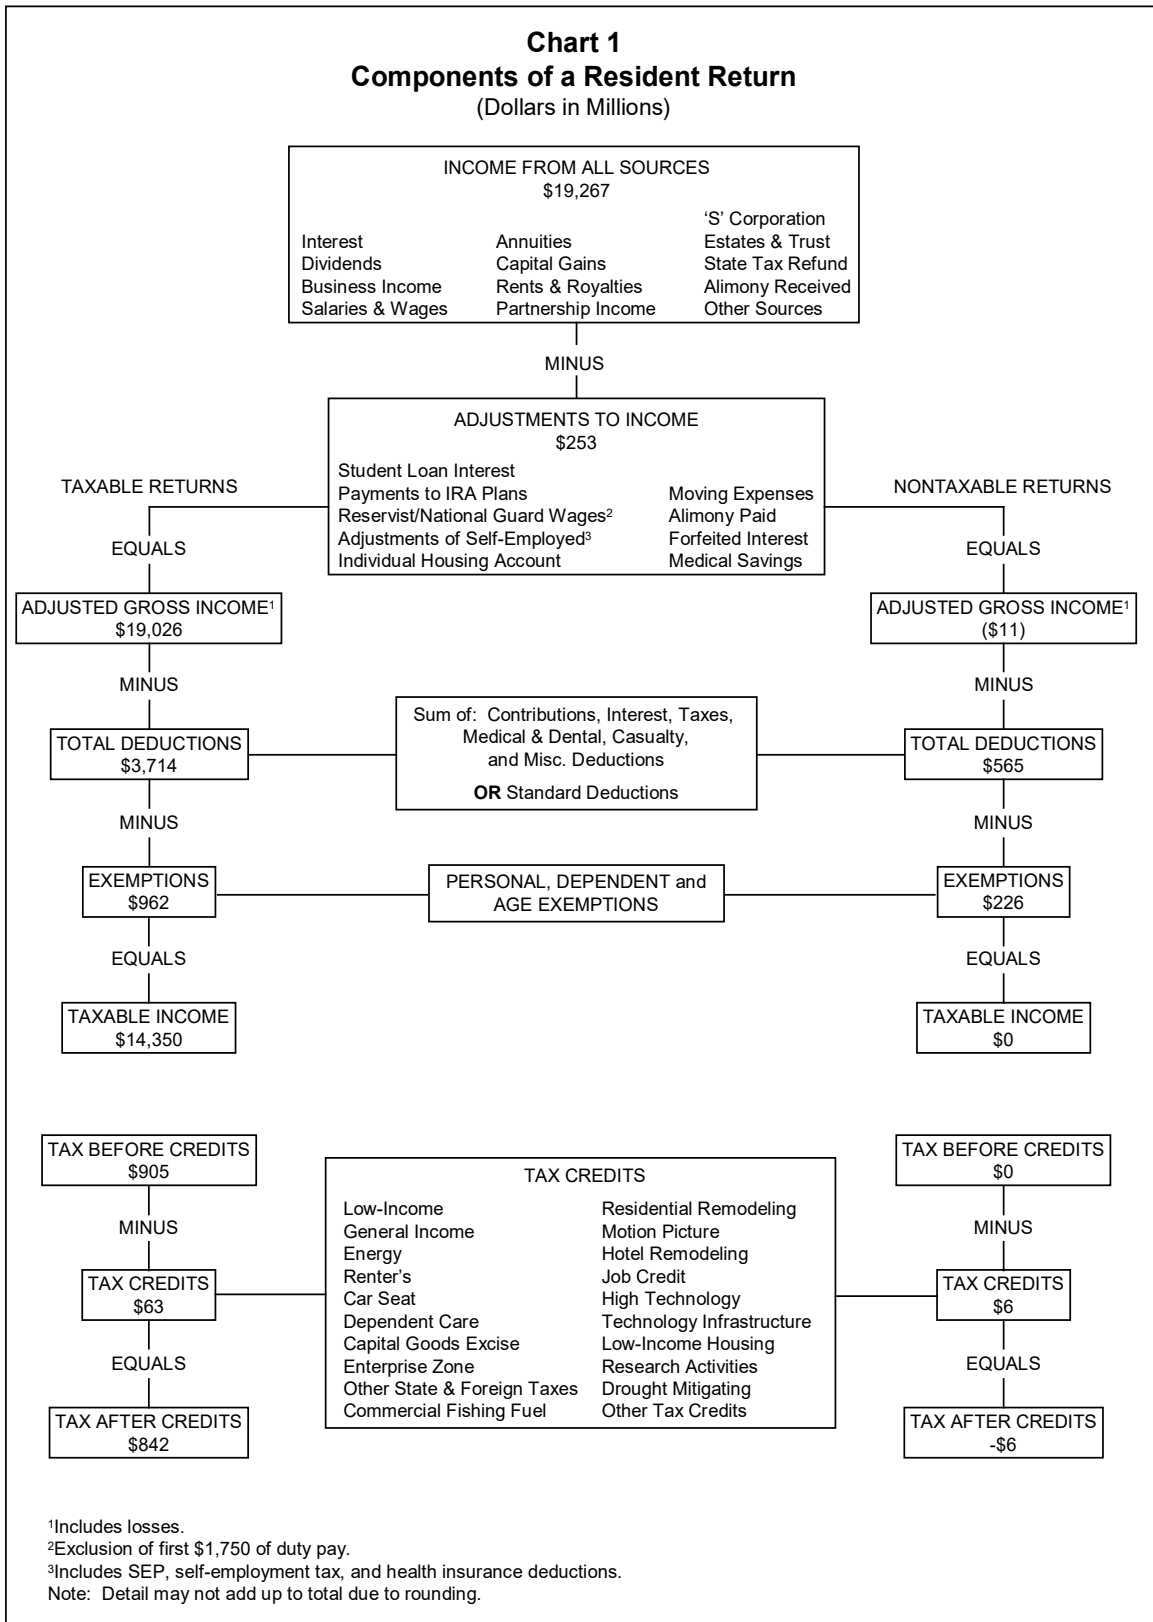 Chart 1
Components of a Resident Return
(Dollars in Millions)
INCOME FROM ALL SOURCES
$19,267
Interest
Dividends
Business Income
Salaries & Wages
Annuities
Capital Gains
Rents & Royalties
Partnership Income
‘S’ Corporation
Estates & Trust
State Tax Refund
Alimony Received
Other Sources
MINUS
ADJUSTMENTS TO INCOME
$253
Student Loan Interest
Payments to IRA Plans
Reservist/National Guard Wages²
Adjustments of Self-Employed³
Individual Housing Account
Moving Expenses
Alimony Paid
Forfeited Interest
Medical Savings
TAXABLE RETURNS
EQUALS
ADJUSTED GROSS INCOME¹
$19,026
MINUS
TOTAL DEDUCTIONS
$3,714
MINUS
EXEMPTIONS
$962
EQUALS
TAXABLE INCOME
$14,350
NONTAXABLE RETURNS
EQUALS
ADJUSTED GROSS INCOME¹
($11)
MINUS
TOTAL DEDUCTIONS
$565
MINUS
EXEMPTIONS
$226
EQUALS
TAXABLE INCOME
$0
Sum of: Contributions, Interest, Taxes,
Medical & Dental, Casualty,
and Misc. Deductions
OR Standard Deductions
PERSONAL, DEPENDENT and
AGE EXEMPTIONS
TAX BEFORE CREDITS
$905
MINUS
TAX CREDITS
$63
EQUALS
TAX AFTER CREDITS
$842
TAX CREDITS
Low-Income
General Income
Energy
Renter's
Car Seat
Dependent Care
Capital Goods Excise
Enterprise Zone
Other State & Foreign Taxes
Commercial Fishing Fuel
Residential Remodeling
Motion Picture
Hotel Remodeling
Job Credit
High Technology
Technology Infrastructure
Low-Income Housing
Research Activities
Drought Mitigating
Other Tax Credits
TAX BEFORE CREDITS
$0
MINUS
TAX CREDITS
$6
EQUALS
TAX AFTER CREDITS
-$6
¹Includes losses.
²Exclusion of first $1,750 of duty pay.
³Includes SEP, self-employment tax, and health insurance deductions.
Note: Detail may not add up to total due to rounding.